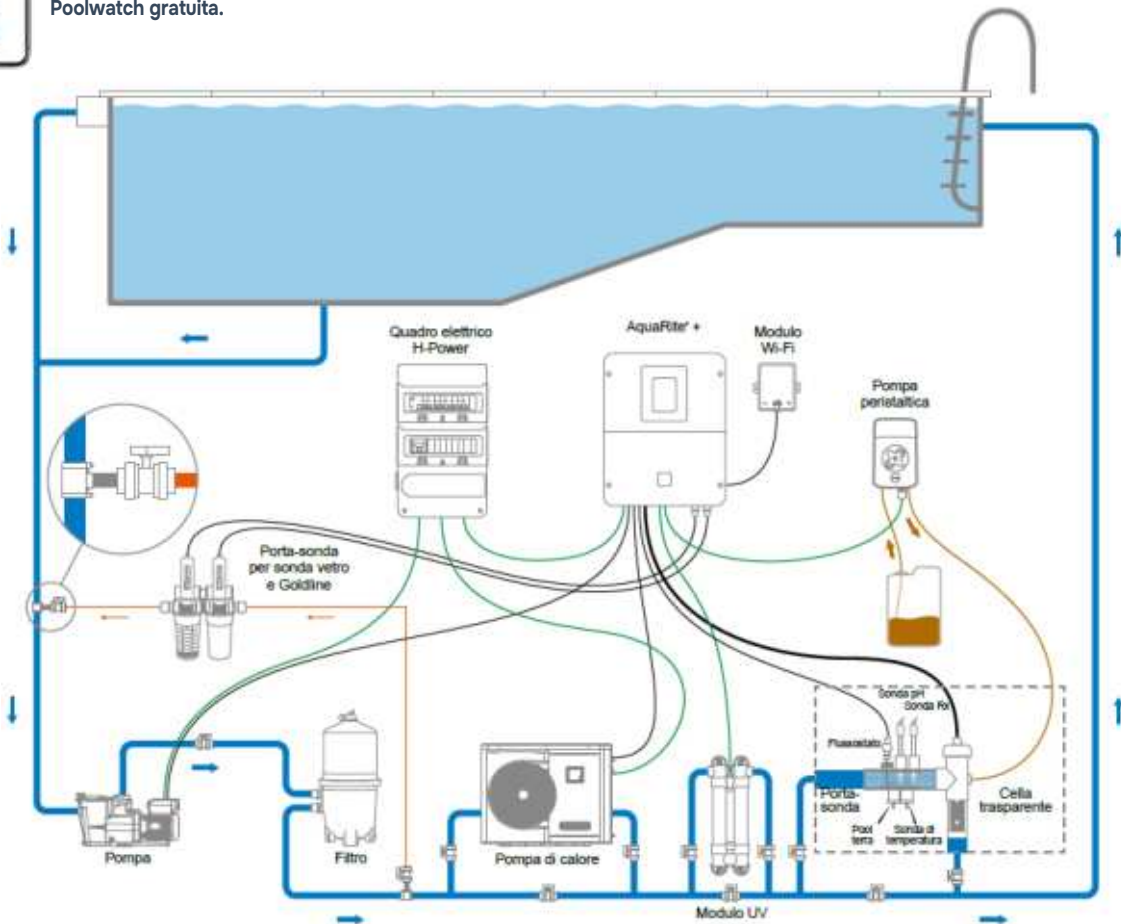 Poolwatch gratuita.
Quadro elettrico
H-Power
AquaRite® +
Modulo
Wi-Fi
Pompa
peristaltica
Porta-sonda
per sonda vetro
e Goldline
Sonda pH
Sonda Rx
Flussostato
Porta-
sonda
Cella
trasparente
Pool
terra
Sonda di
temperatura
Pompa
Filtro
Pompa di calore
Modulo UV